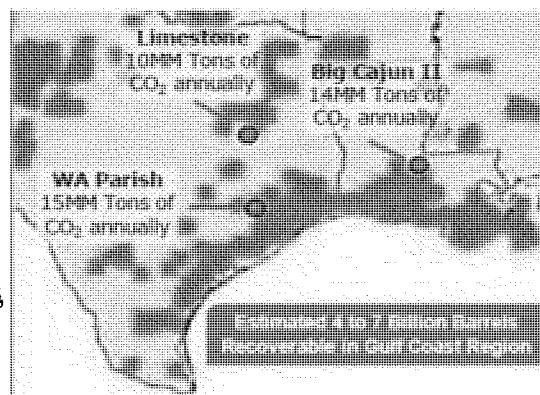 Limestone
10MM Tons of
CO₂ annually
Big Cajun II
14MM Tons of
CO₂ annually
WA Parish
15MM Tons of
CO₂ annually
Estimated 4 to 7 Billion Barrels
Recoverable in Gulf Coast Region